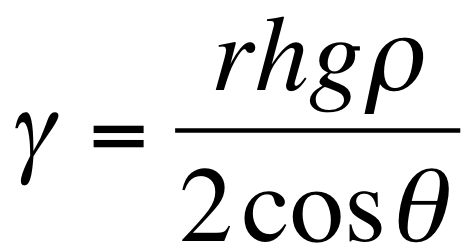 γ = rhgρ / 2cosθ